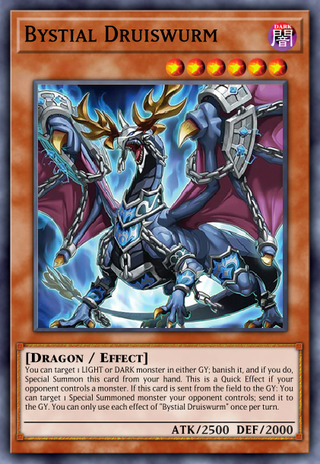 Bystial Druiswurm
DARK
闇
[Dragon / Effect]
You can target 1 LIGHT or DARK monster in either GY; banish it, and if you do,
Special Summon this card from your hand. This is a Quick Effect if your
opponent controls a monster. If this card is sent from the field to the GY: You
can target 1 Special Summoned monster your opponent controls; send it
to the GY. You can only use each effect of "Bystial Druiswurm" once per turn.
ATK/2500 DEF/2000